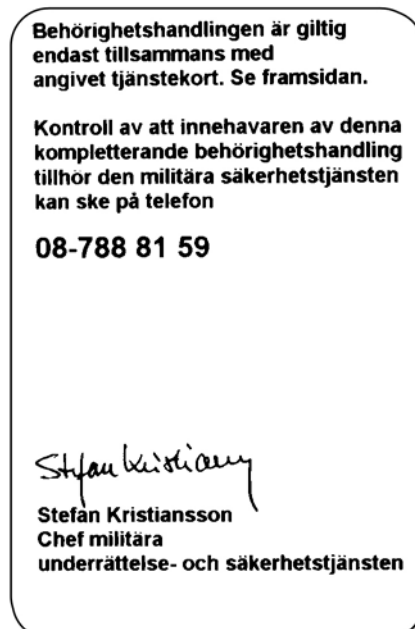 Behörighetshandlingen är giltig
endast tillsammans med
angivet tjänstekort. Se framsidan.
Kontroll av att innehavaren av denna
kompletterande behörighetshandling
tillhör den militära säkerhetstjänsten
kan ske på telefon
08-788 81 59
Stefan Kristiansson
Stefan Kristiansson
Chef militära
underrättelse- och säkerhetstjänsten